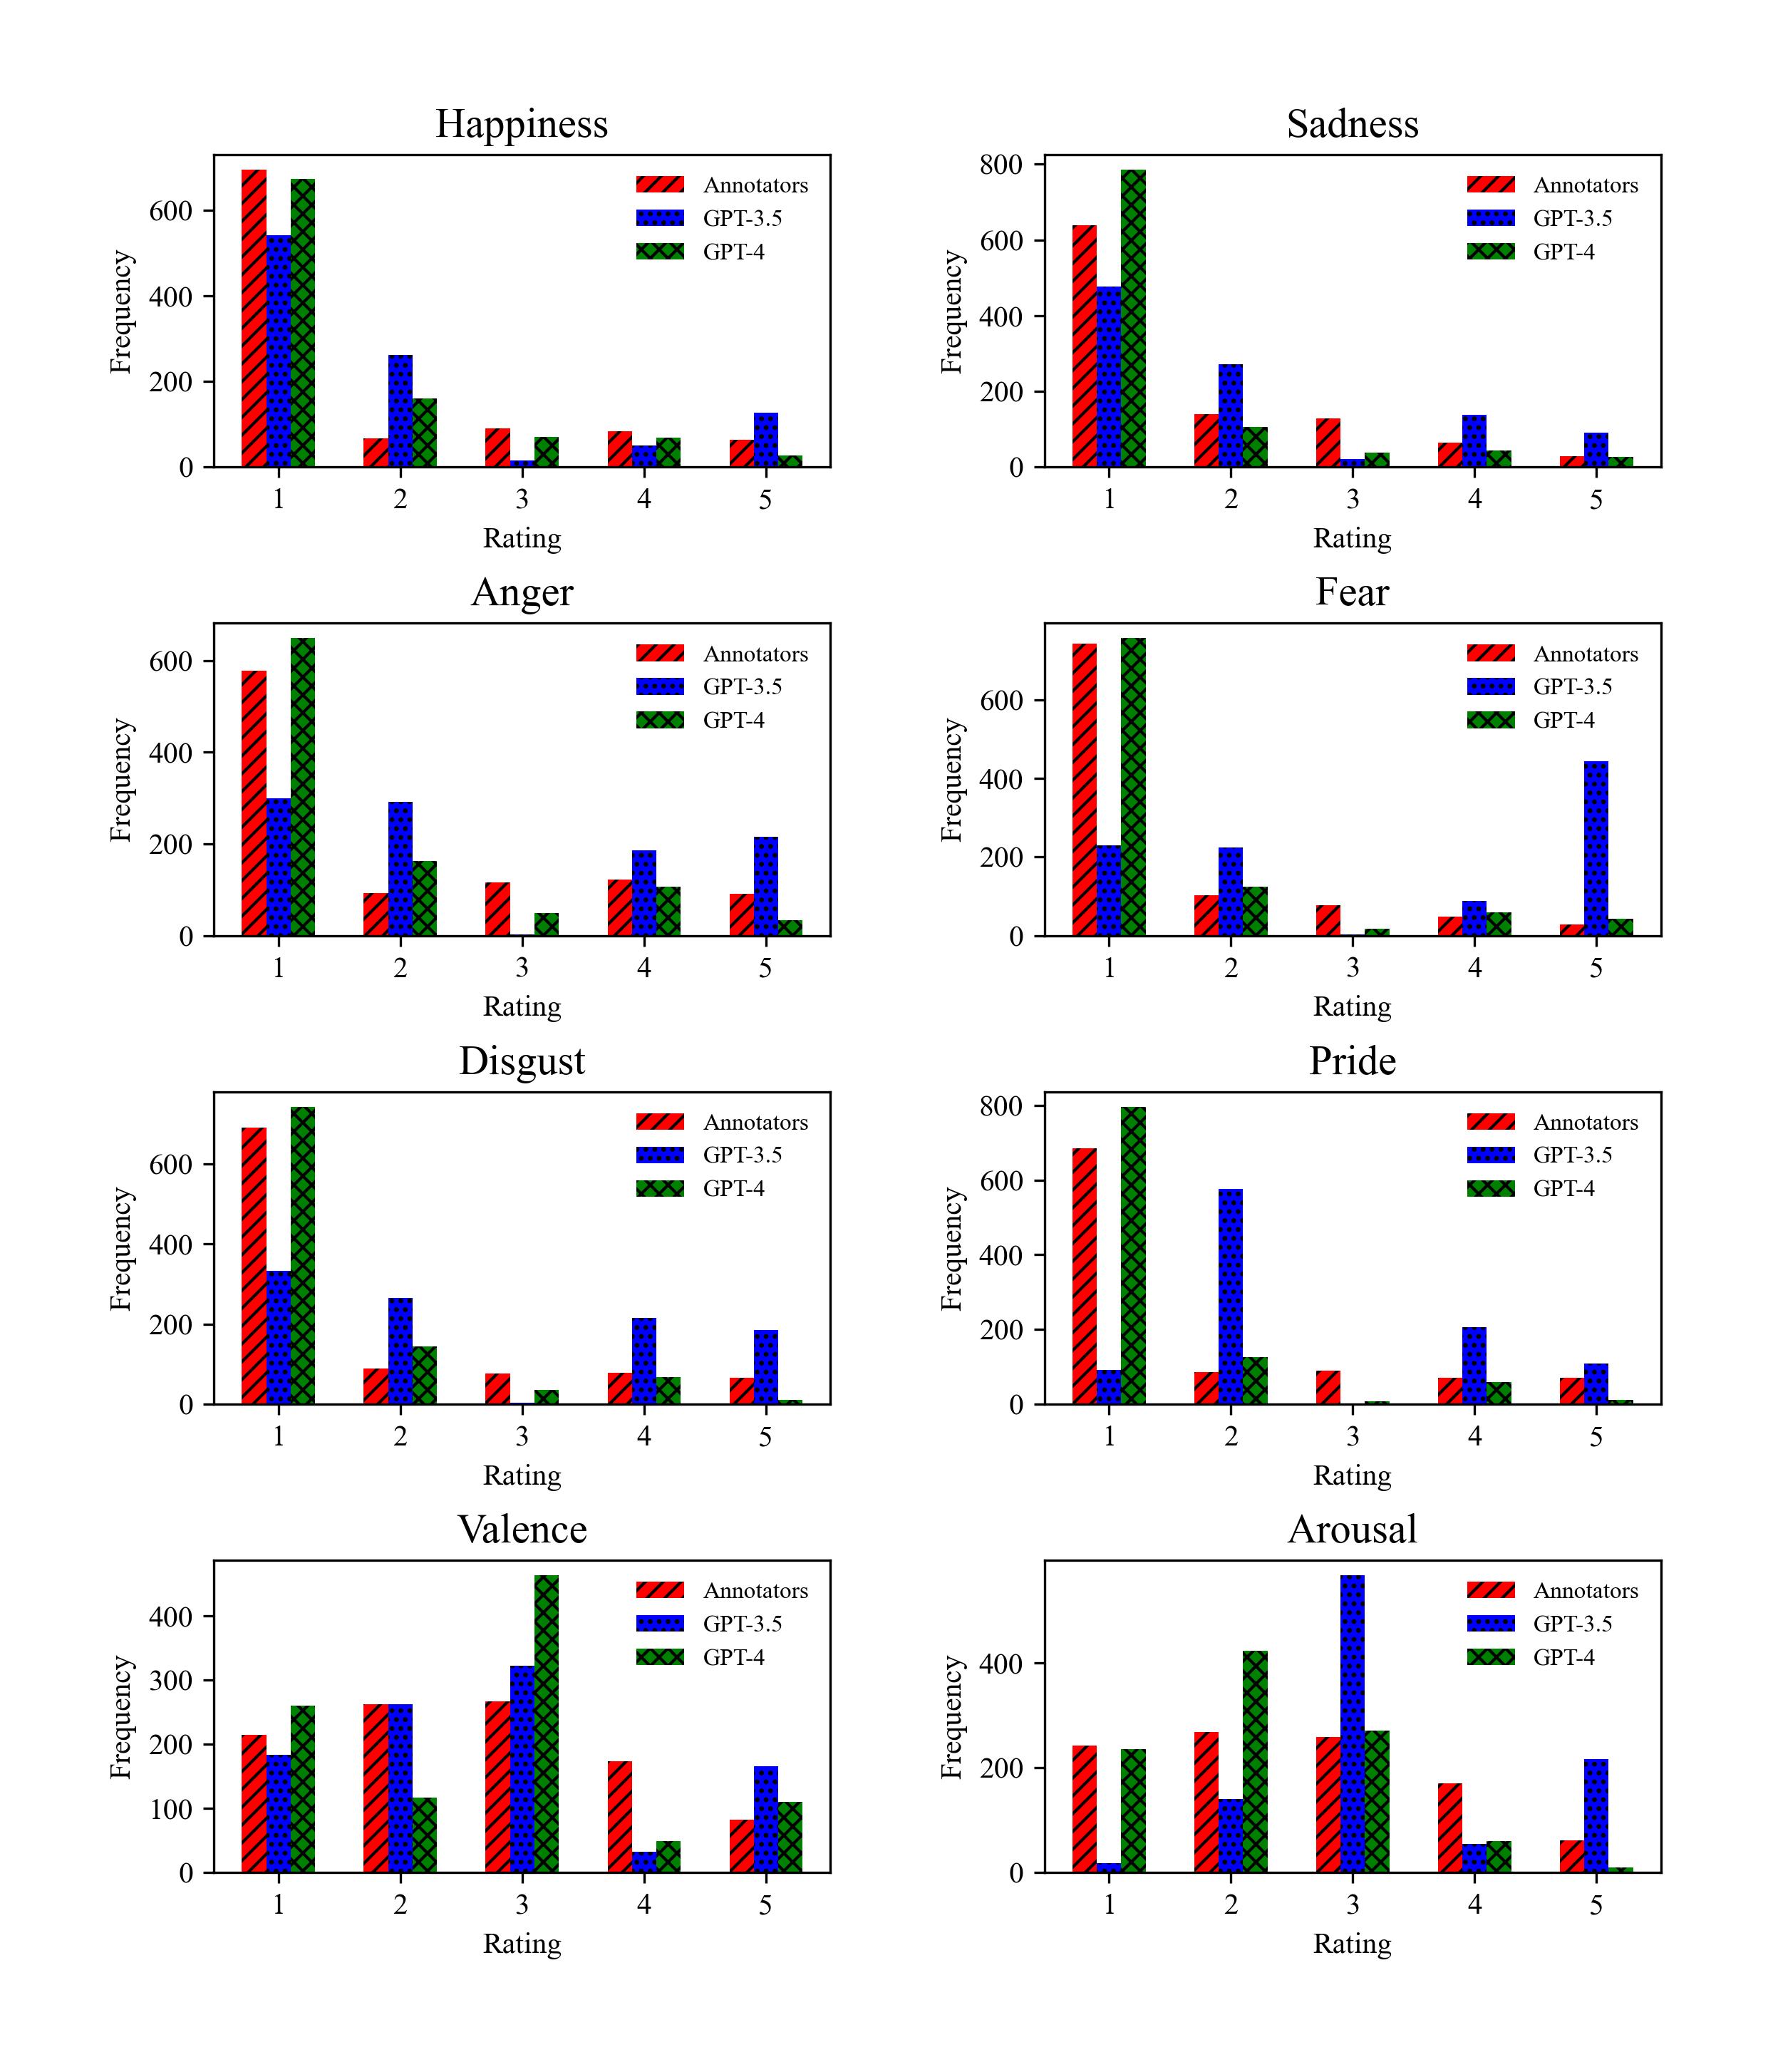 Happiness
Frequency
600
400
200
0
1 2 3 4 5
Rating
Annotators
GPT-3.5
GPT-4
Sadness
Frequency
800
600
400
200
0
1 2 3 4 5
Rating
Annotators
GPT-3.5
GPT-4
Anger
Frequency
600
400
200
0
1 2 3 4 5
Rating
Annotators
GPT-3.5
GPT-4
Fear
Frequency
600
400
200
0
1 2 3 4 5
Rating
Annotators
GPT-3.5
GPT-4
Disgust
Frequency
600
400
200
0
1 2 3 4 5
Rating
Annotators
GPT-3.5
GPT-4
Pride
Frequency
800
600
400
200
0
1 2 3 4 5
Rating
Annotators
GPT-3.5
GPT-4
Valence
Frequency
400
300
200
100
0
1 2 3 4 5
Rating
Annotators
GPT-3.5
GPT-4
Arousal
Frequency
400
200
0
1 2 3 4 5
Rating
Annotators
GPT-3.5
GPT-4